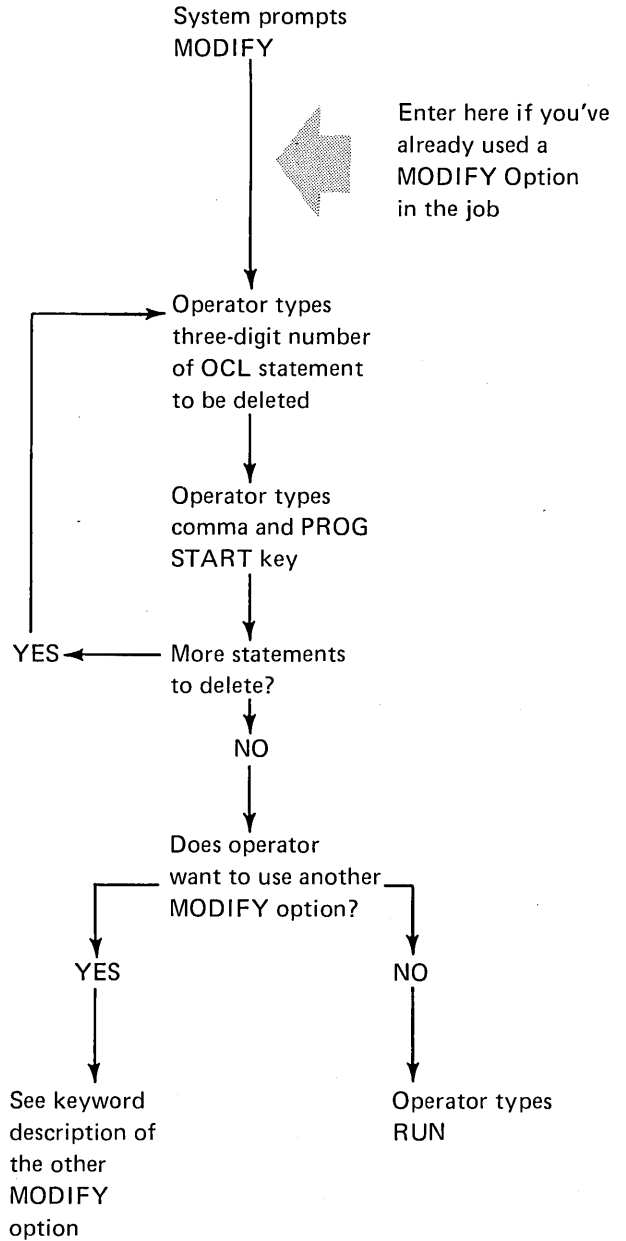 System prompts
MODIFY
Enter here if you've
already used a
MODIFY Option
in the job
Operator types
three-digit number
of OCL statement
to be deleted
Operator types
comma and PROG
START key
YES
More statements
to delete?
NO
Does operator
want to use another
MODIFY option?
YES
NO
See keyword
description of
the other
MODIFY
option
Operator types
RUN